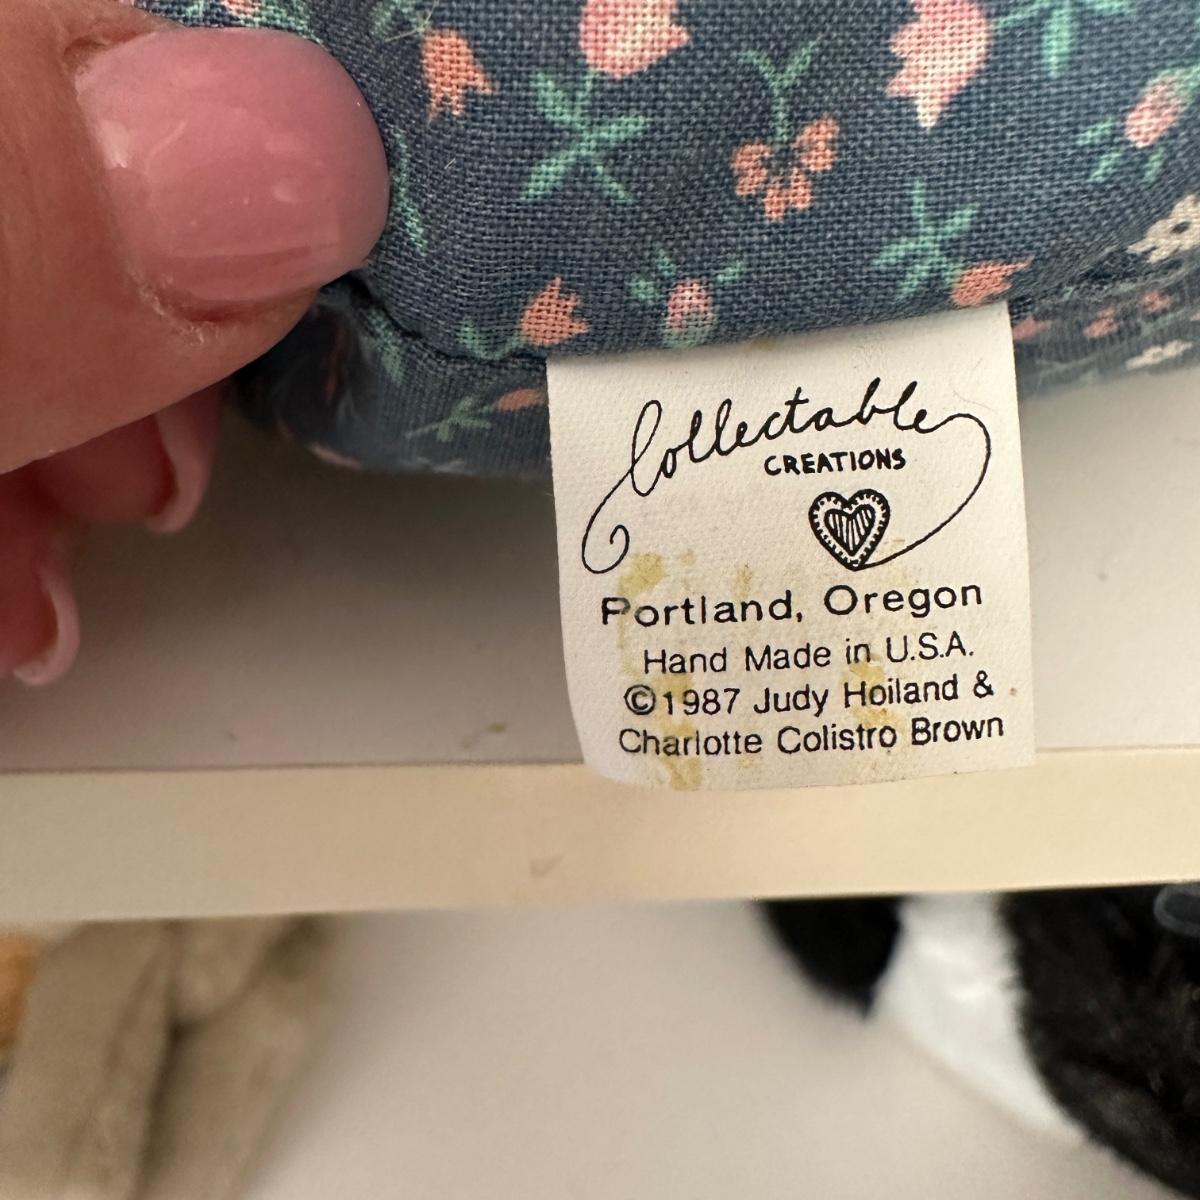 Collectable
CREATIONS
Portland, Oregon
Hand Made in U.S.A.
©1987 Judy Hoiland &
Charlotte Colistro Brown